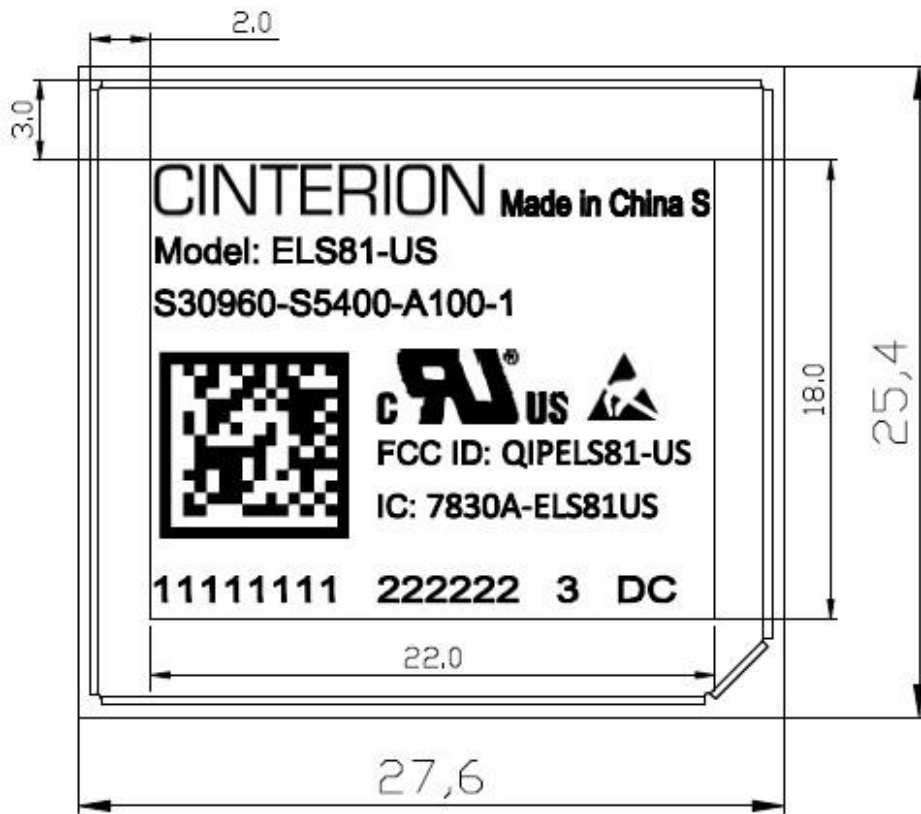 2.0
3.0
CINTERION Made in China S
Model: ELS81-US
S30960-S5400-A100-1
C RU® US
FCC ID: QIPELS81-US
IC: 7830A-ELS81US
11111111 222222 3 DC
18.0
25,4
22.0
27,6